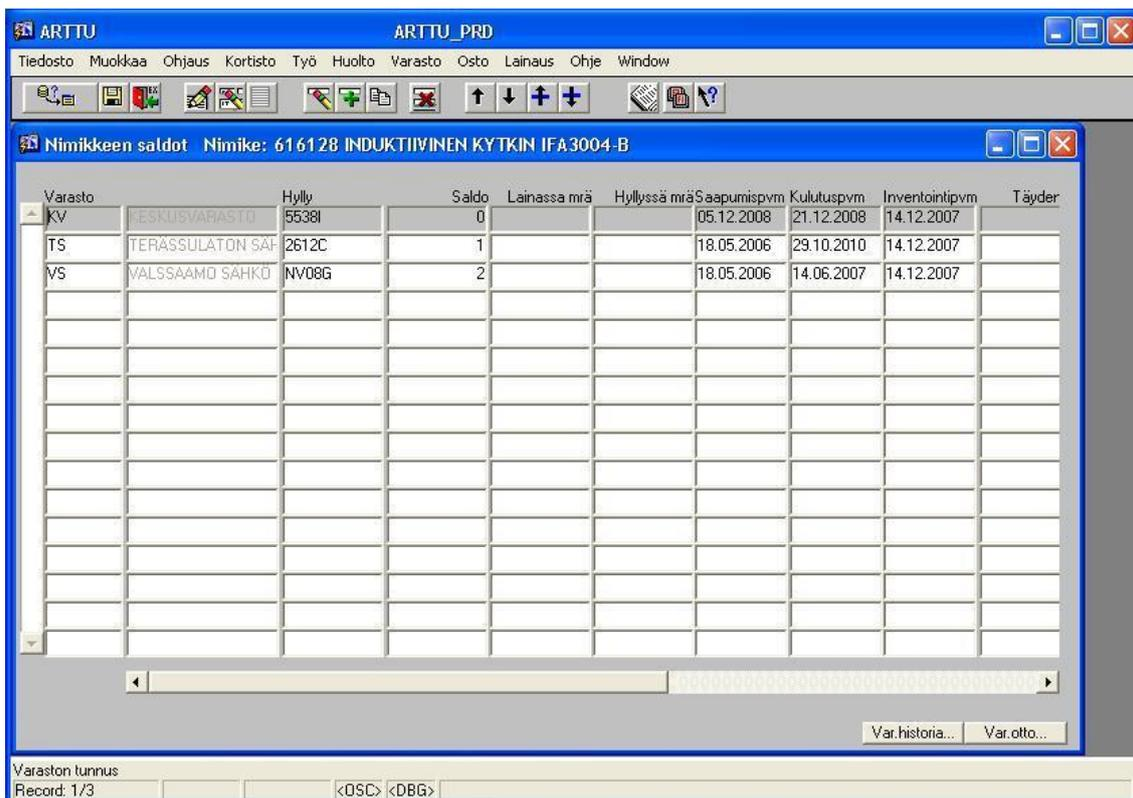 ARTTU ARTTU_PRD
Tiedosto Muokkaa Ohjaus Kortisto Työ Huolto Varasto Osto Lainaus Ohje Window
Nimikkeen saldot Nimike: 616128 INDUKTIIVINEN KYTKIN IFA3004-B
Varasto Hylly Saldo Lainassa mrä Hyllyssä mrä Saapumispvm Kulutuspvm Inventointipvm Täyder
KV KESKUSVARASTO 5538I 0 05.12.2008 21.12.2008 14.12.2007
TS TERÄSSULATON SÄH 2612C 1 18.05.2006 29.10.2010 14.12.2007
VS VALSSAAMO SÄHKÖ NV08G 2 18.05.2006 14.06.2007 14.12.2007
Var.historia... Var.otto...
Varaston tunnus
Record: 1/3 <OSC> <DBG>